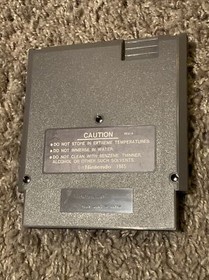 CAUTION
• DO NOT STORE IN EXTREME TEMPERATURES.
• DO NOT IMMERSE IN WATER.
• DO NOT CLEAN WITH BENZENE, THINNER,
ALCOHOL OR OTHER SUCH SOLVENTS.
Nintendo 1985